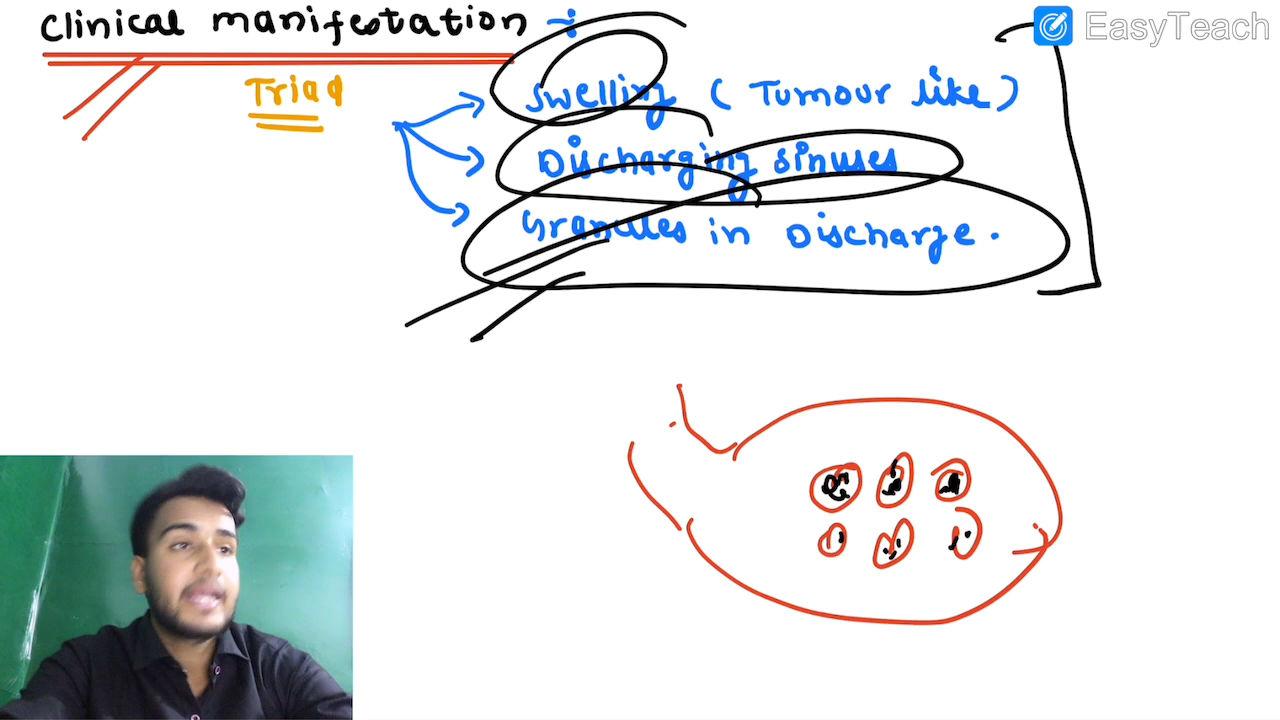 Clinical manifestation :-
EasyTeach
Triad
Swelling ( Tumour like )
Discharging sinuses
Granules in Discharge.